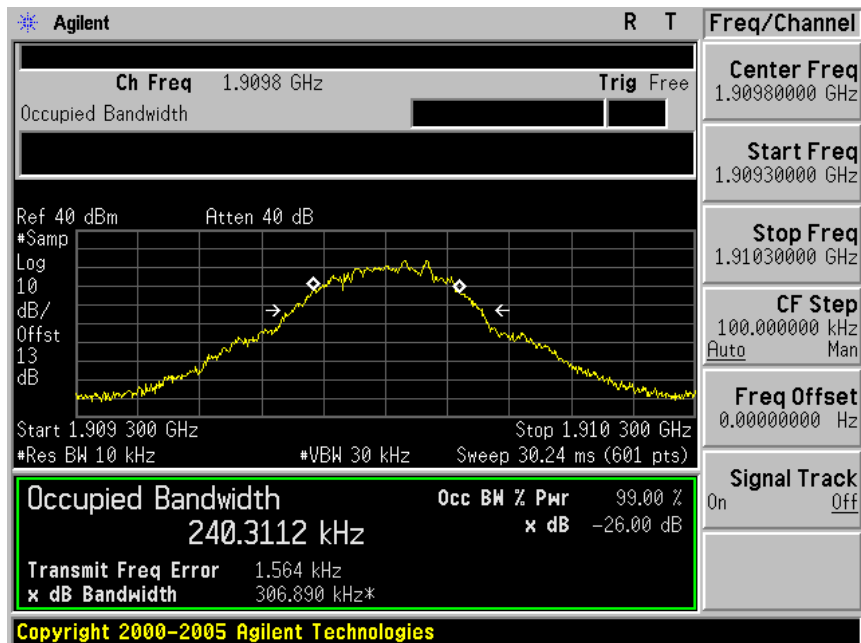 Agilent R T Freq/Channel
Ch Freq 1.9098 GHz Trig Free
Occupied Bandwidth
Center Freq
1.90980000 GHz
Start Freq
1.90930000 GHz
Stop Freq
1.91030000 GHz
CF Step
100.000000 kHz
Auto Man
Freq Offset
0.00000000 Hz
Signal Track
On Off
Ref 40 dBm Atten 40 dB
#Samp
Log
10
dB/
Offst
13
dB
Start 1.909 300 GHz Stop 1.910 300 GHz
#Res BW 10 kHz #VBW 30 kHz Sweep 30.24 ms (601 pts)
Occupied Bandwidth Occ BW % Pwr 99.00 %
240.3112 kHz x dB -26.00 dB
Transmit Freq Error 1.564 kHz
x dB Bandwidth 306.890 kHz*
Copyright 2000-2005 Agilent Technologies